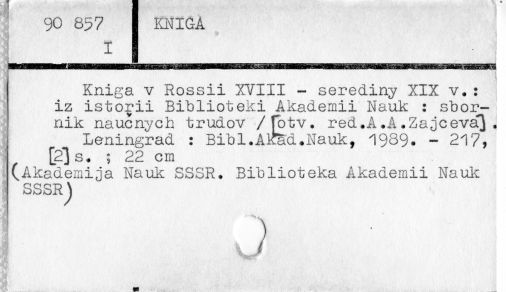 90 857
I
KNIGA
Kniga v Rossii XVIII - serediny XIX v.:
iz istorii Biblioteki Akademii Nauk : sbor-
nik naučnych trudov / [otv. red.A.A.Zajceva].
Leningrad : Bibl.Akad.Nauk, 1989. - 217,
[2] s. ; 22 cm
(Akademija Nauk SSSR. Biblioteka Akademii Nauk
SSSR)